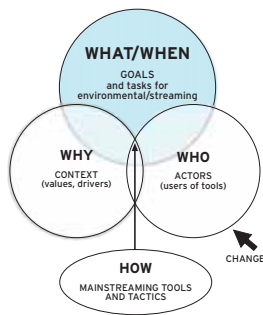 WHAT/WHEN
GOALS
and tasks for
environmental/streaming
WHY
CONTEXT
(values, drivers)
WHO
ACTORS
(users of tools)
CHANGE
HOW
MAINSTREAMING TOOLS
AND TACTICS